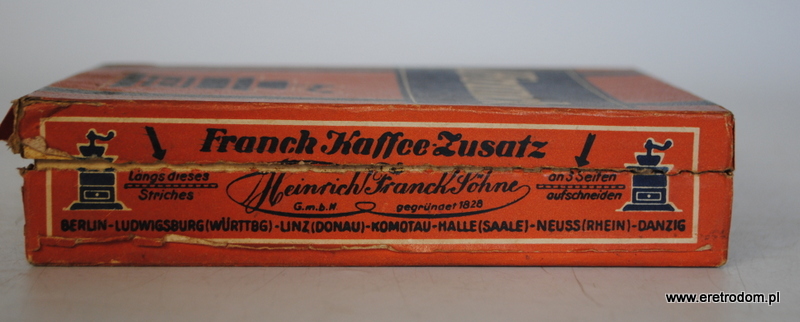 Franck Kaffee-Zusatz
Längs dieses
Striches
Heinrich Franck Söhne
G.m.b.H gegründet 1828
an 3 Seiten
aufschneiden
BERLIN-LUDWIGSBURG(WÜRTTBG)-LINZ(DONAU)-KOMOTAU-HALLE(SAALE)-NEUSS(RHEIN)-DANZIG
www.eretrodom.pl